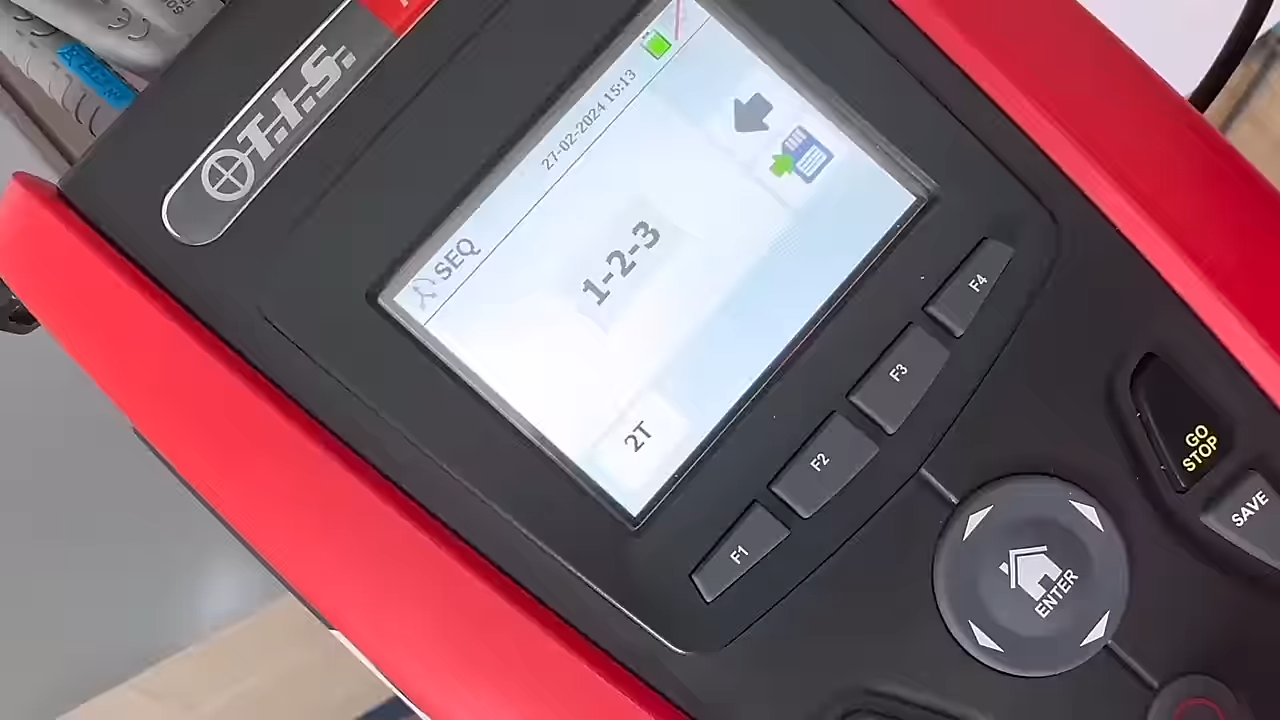 T.I.S.
27-02-2024 15:13
SEQ
1-2-3
2T
F1
F2
F3
F4
GO
STOP
SAVE
ENTER